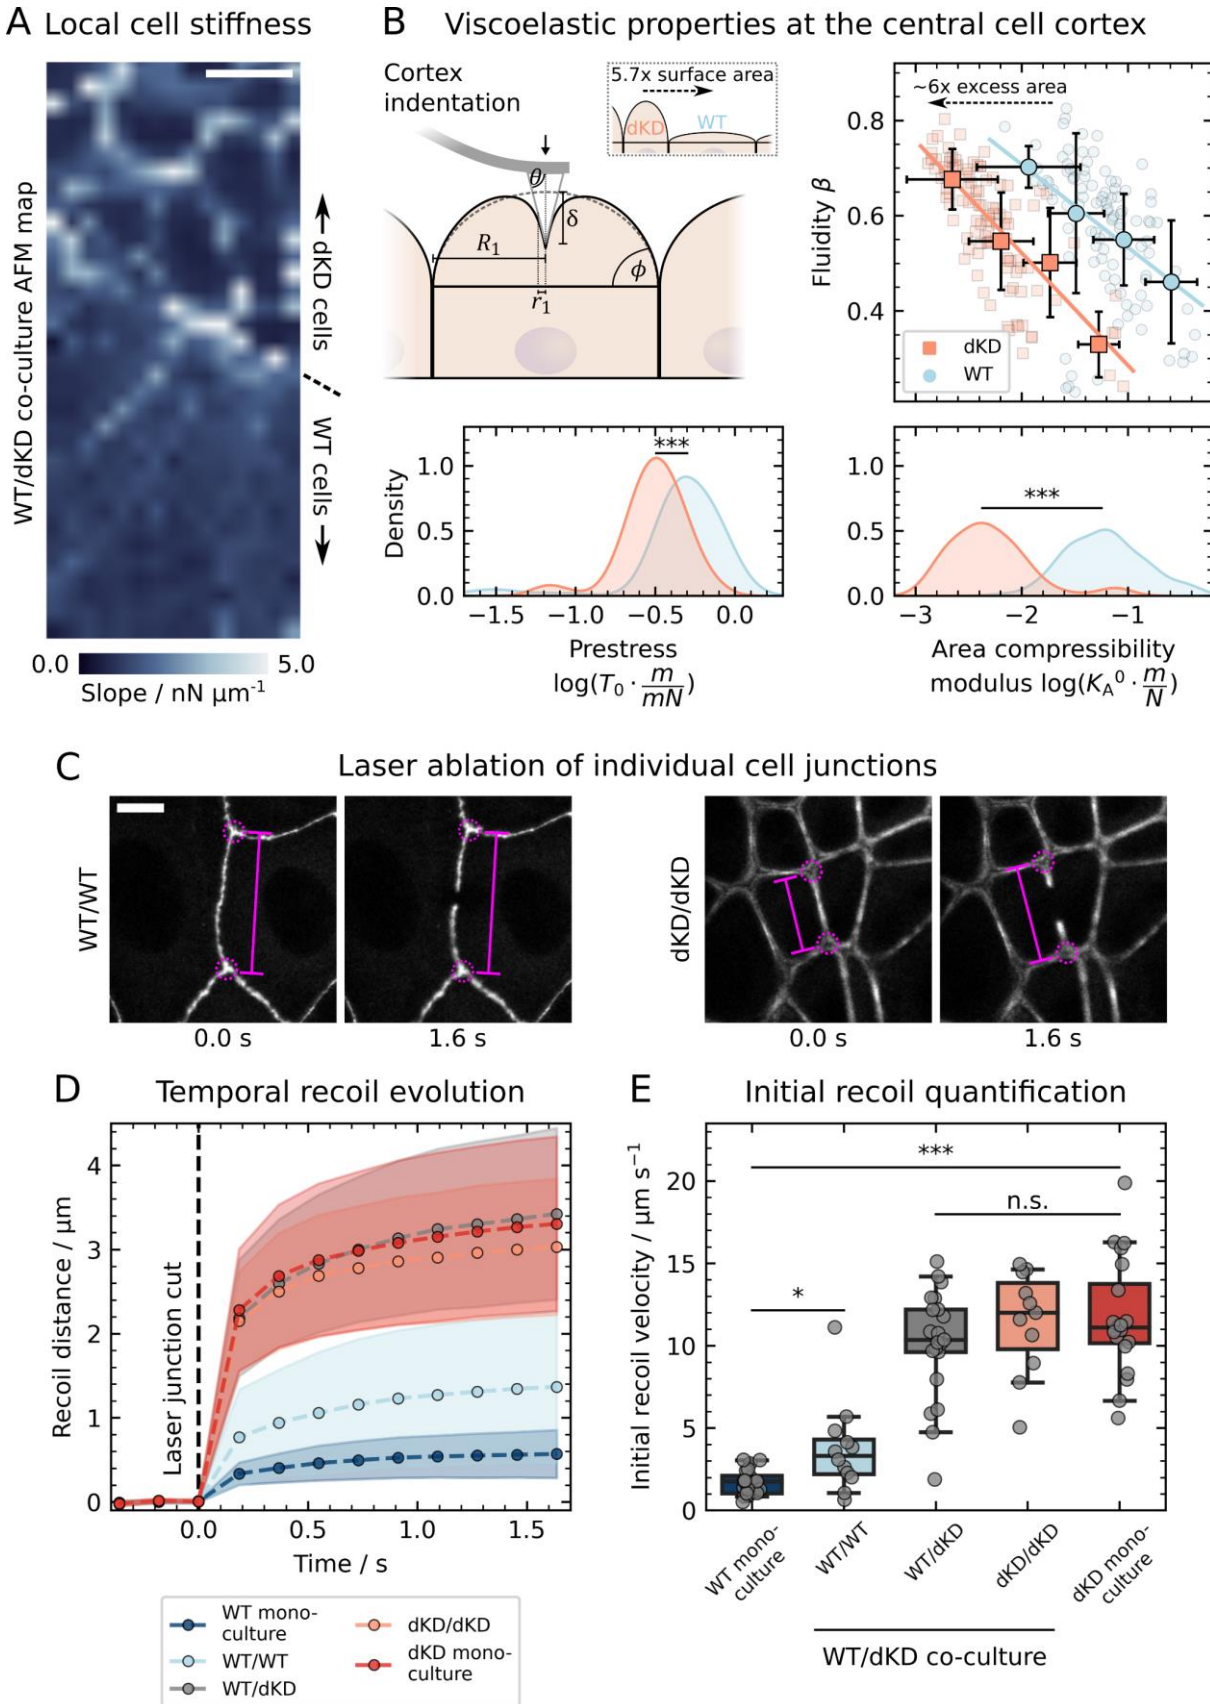 A Local cell stiffness
WT/dKD co-culture AFM map
dKD cells
WT cells
0.0 5.0
Slope / nN µm⁻¹
B Viscoelastic properties at the central cell cortex
Cortex
indentation
5.7x surface area
dKD
WT
θ
δ
R₁
ϕ
r₁
~6x excess area
Fluidity β
0.8
0.6
0.4
dKD
WT
***
Density
1.0
0.5
0.0
−1.5 −1.0 −0.5 0.0
Prestress
log(T₀ · m/mN)
***
1.0
0.5
0.0
−3 −2 −1
Area compressibility
modulus log(K_A⁰ · m/N)
C Laser ablation of individual cell junctions
WT/WT
0.0 s 1.6 s
dKD/dKD
0.0 s 1.6 s
D Temporal recoil evolution
Recoil distance / µm
4
3
2
1
0
Laser junction cut
0.0 0.5 1.0 1.5
Time / s
WT mono-
culture
WT/WT
WT/dKD
dKD/dKD
dKD mono-
culture
E Initial recoil quantification
Initial recoil velocity / µm s⁻¹
20
15
10
5
0
***
n.s.
*
WT mono-
culture
WT/WT
WT/dKD
dKD/dKD
dKD mono-
culture
WT/dKD co-culture